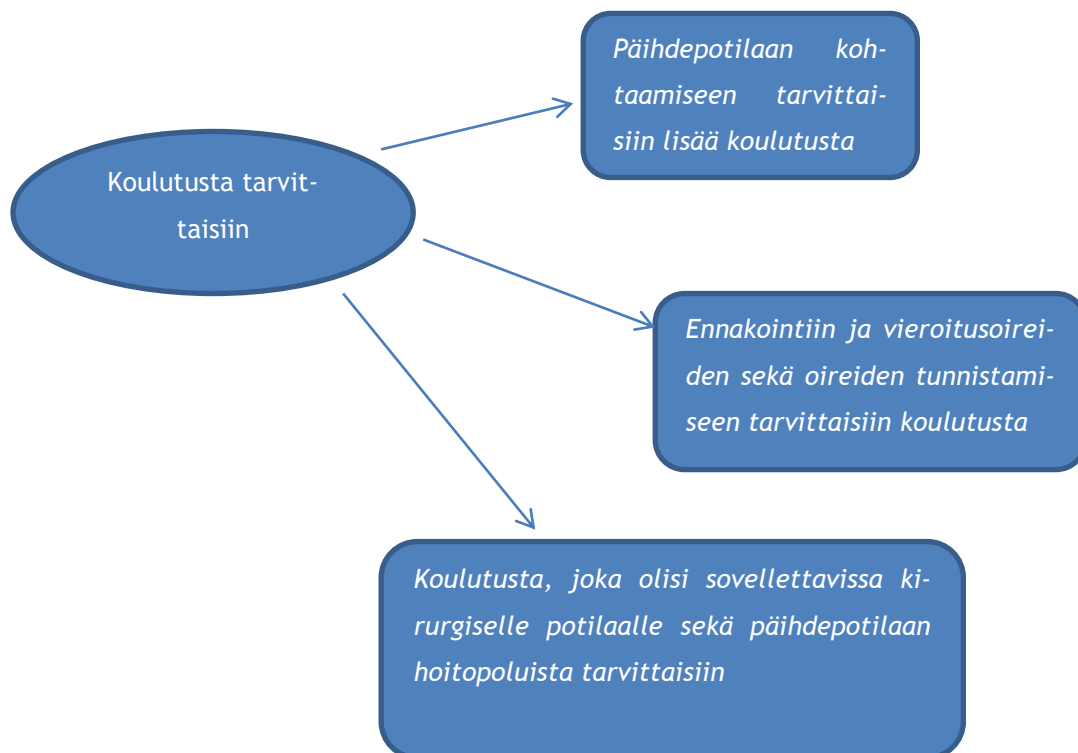 Päihdepotilaan koh-
taamiseen tarvittai-
siin lisää koulutusta
Koulutusta tarvit-
taisiin
Ennakointiin ja vieroitusoirei-
den sekä oireiden tunnistami-
seen tarvittaisiin koulutusta
Koulutusta, joka olisi sovellettavissa ki-
rurgiselle potilaalle sekä päihdepotilaan
hoitopoluista tarvittaisiin